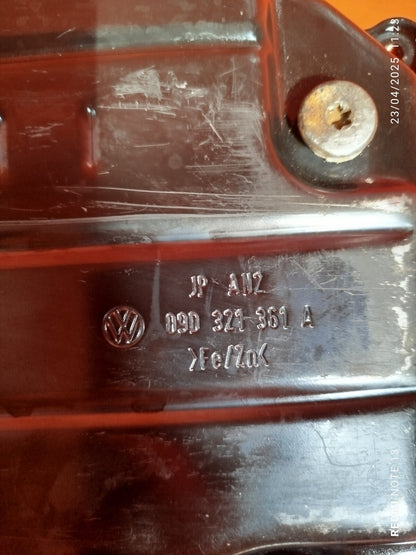 23/04/2025 11:23
JP ANZ
09D 321 361 A
>Fe/Zn<
REDMI NOTE 13